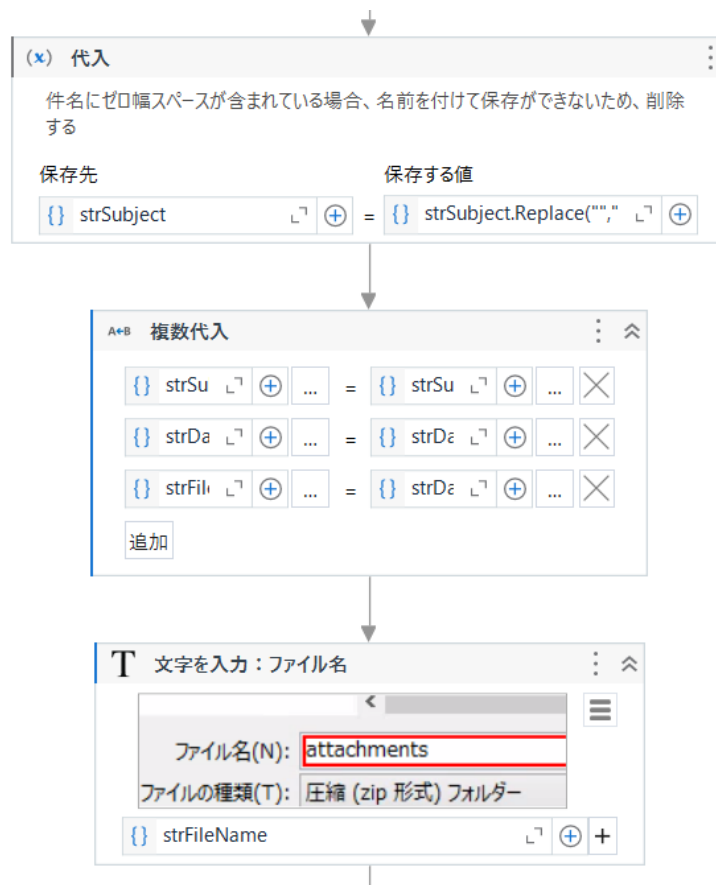 (x) 代入
件名にゼロ幅スペースが含まれている場合、名前を付けて保存ができないため、削除
する
保存先 保存する値
{} strSubject = {} strSubject.Replace("","
A←B 複数代入
{} strSu ... = {} strSu ...
{} strDa ... = {} strDa ...
{} strFil ... = {} strDa ...
追加
T 文字を入力：ファイル名
ファイル名(N): attachments
ファイルの種類(T): 圧縮 (zip 形式) フォルダー
{} strFileName